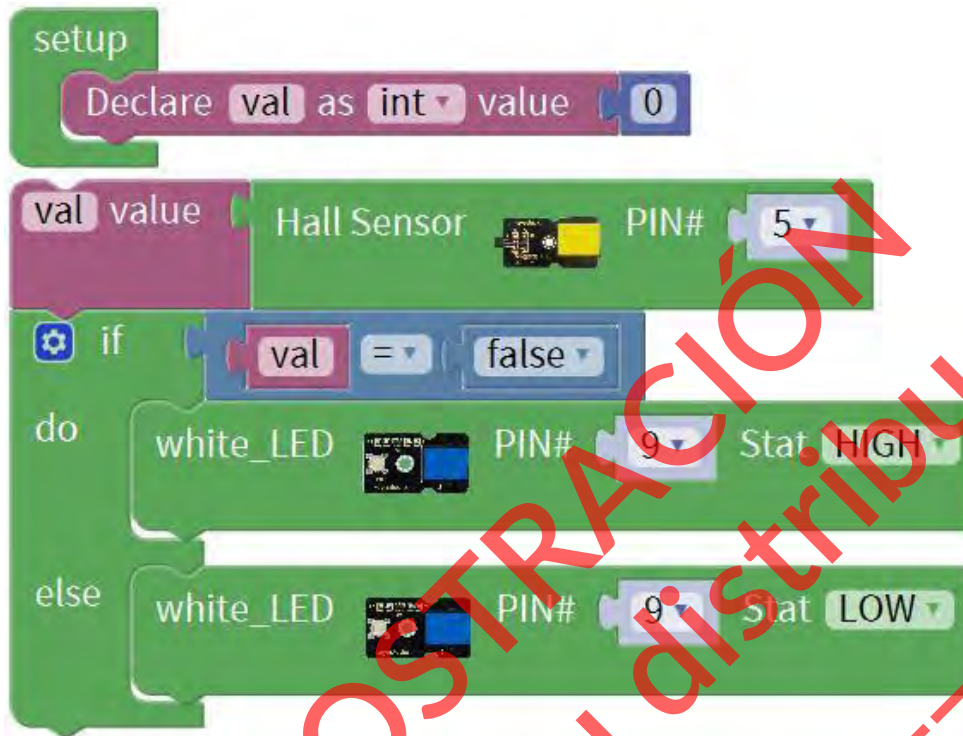 setup
Declare val as int value 0
val value Hall Sensor PIN# 5
if val = false
do white_LED PIN# 9 Stat HIGH
else white_LED PIN# 9 Stat LOW
OSTRACIÓN
distribu